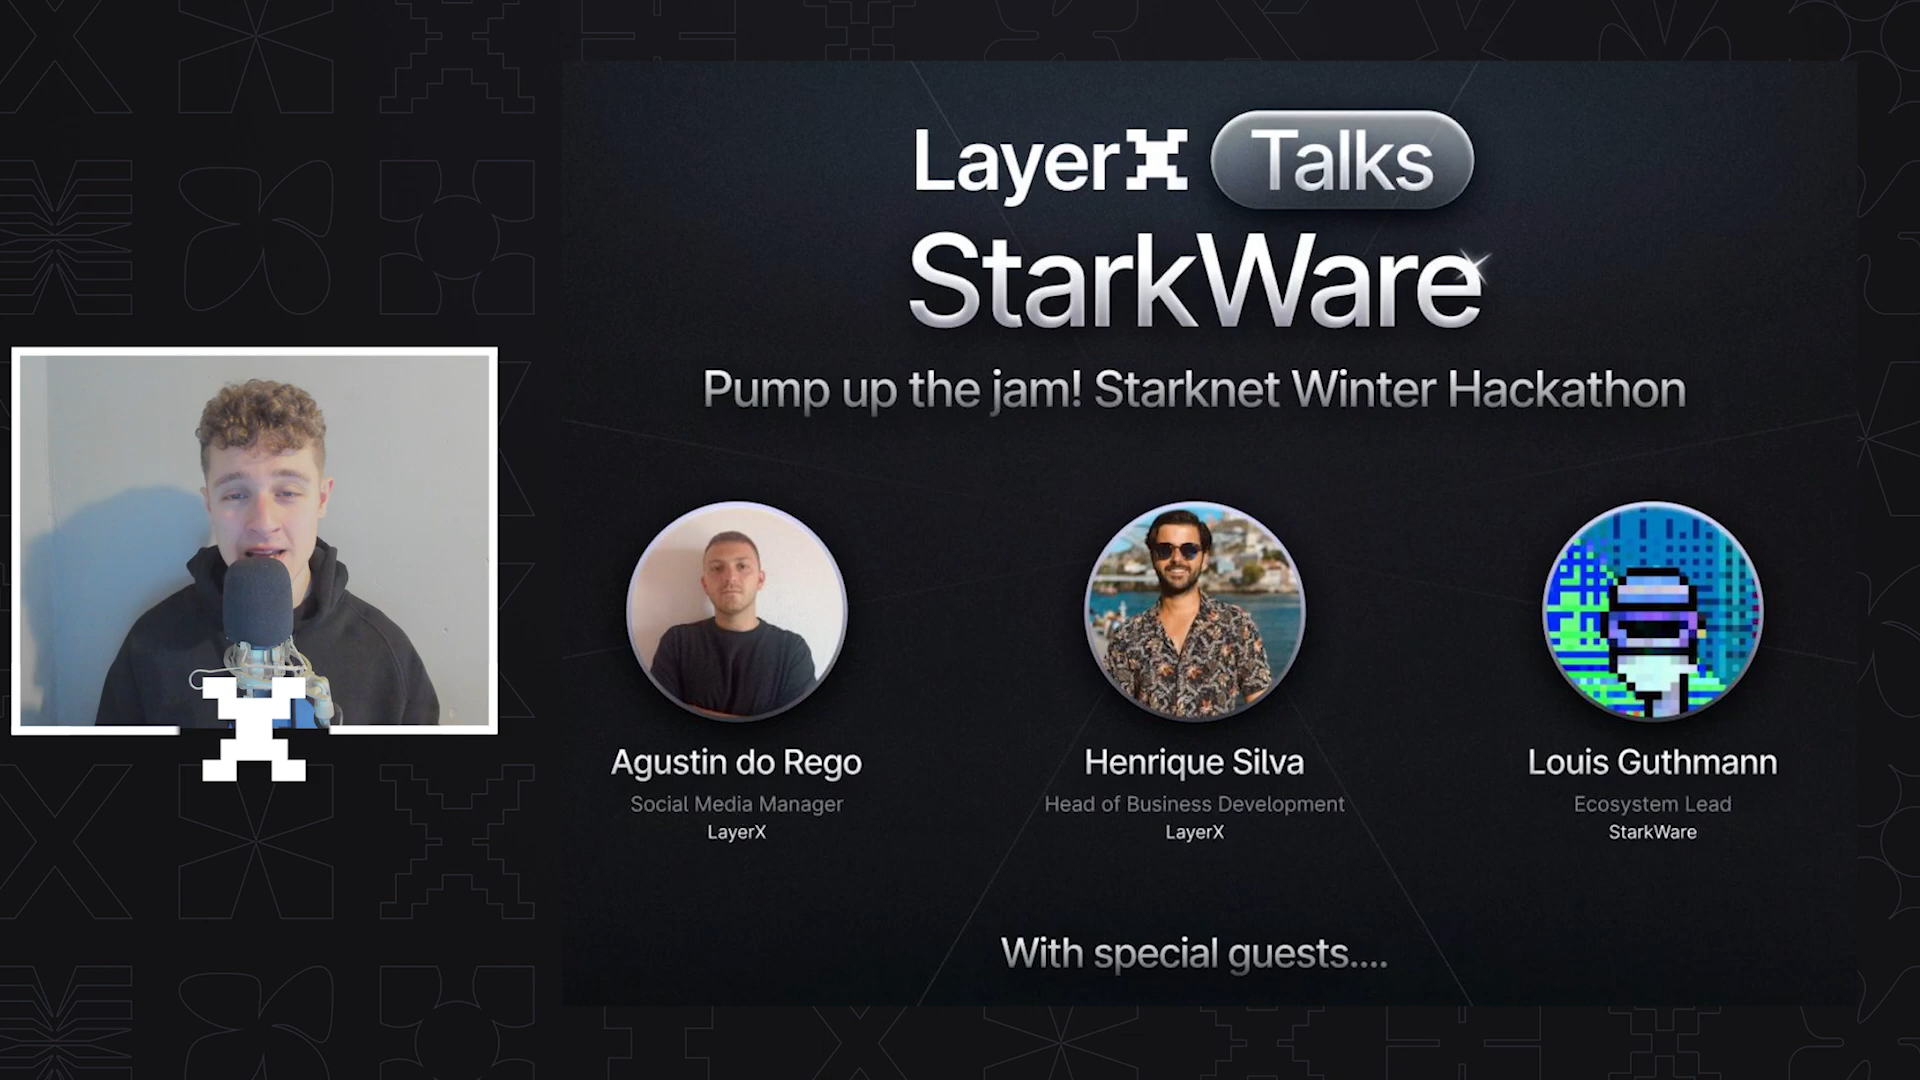 LayerX Talks
StarkWare
Pump up the jam! Starknet Winter Hackathon
Agustin do Rego
Social Media Manager
LayerX
Henrique Silva
Head of Business Development
LayerX
Louis Guthmann
Ecosystem Lead
StarkWare
With special guests....